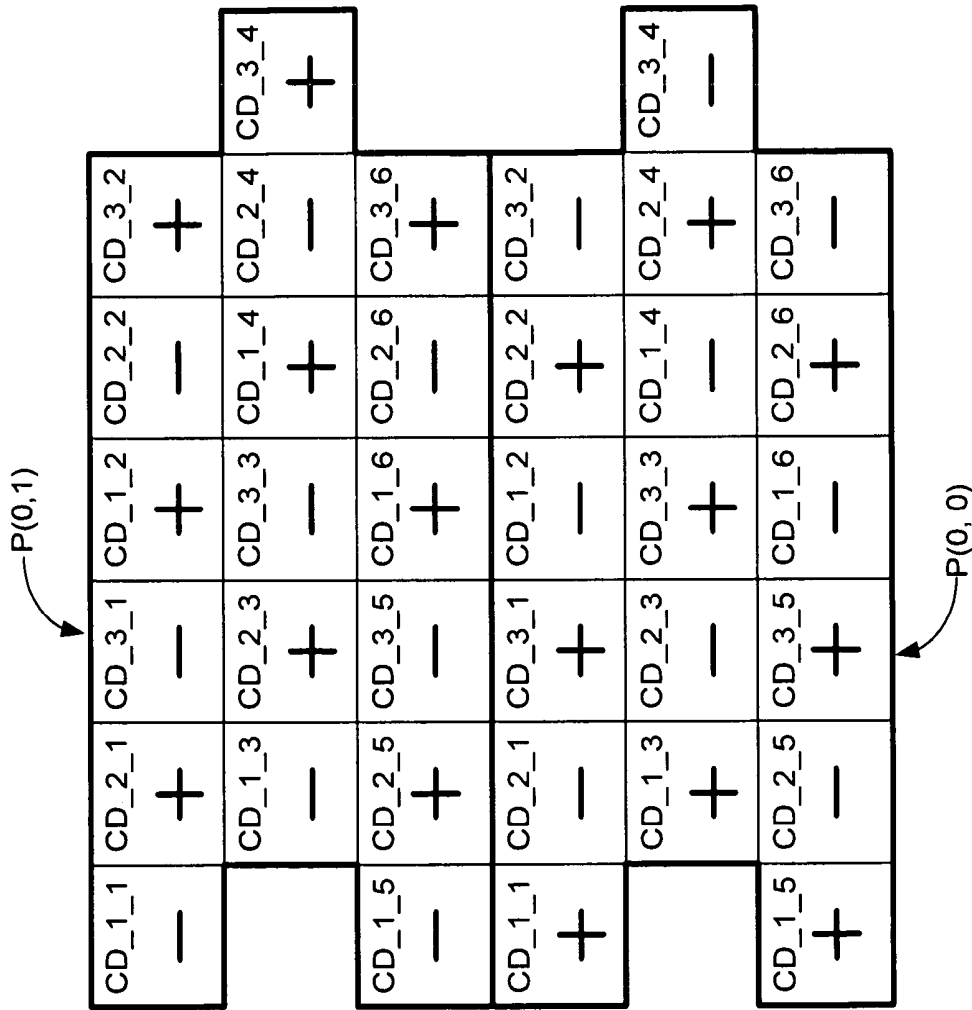 P(0,1)
CD_1_1 CD_2_1 CD_3_1 CD_1_2 CD_2_2 CD_3_2
− + − + − +
CD_1_3 CD_2_3 CD_3_3 CD_1_4 CD_2_4 CD_3_4
− + − + − +
CD_1_5 CD_2_5 CD_3_5 CD_1_6 CD_2_6 CD_3_6
− + − + − +
CD_1_1 CD_2_1 CD_3_1 CD_1_2 CD_2_2 CD_3_2
+ − + − + −
CD_1_3 CD_2_3 CD_3_3 CD_1_4 CD_2_4 CD_3_4
+ − + − + −
CD_1_5 CD_2_5 CD_3_5 CD_1_6 CD_2_6 CD_3_6
+ − + − + −
P(0, 0)